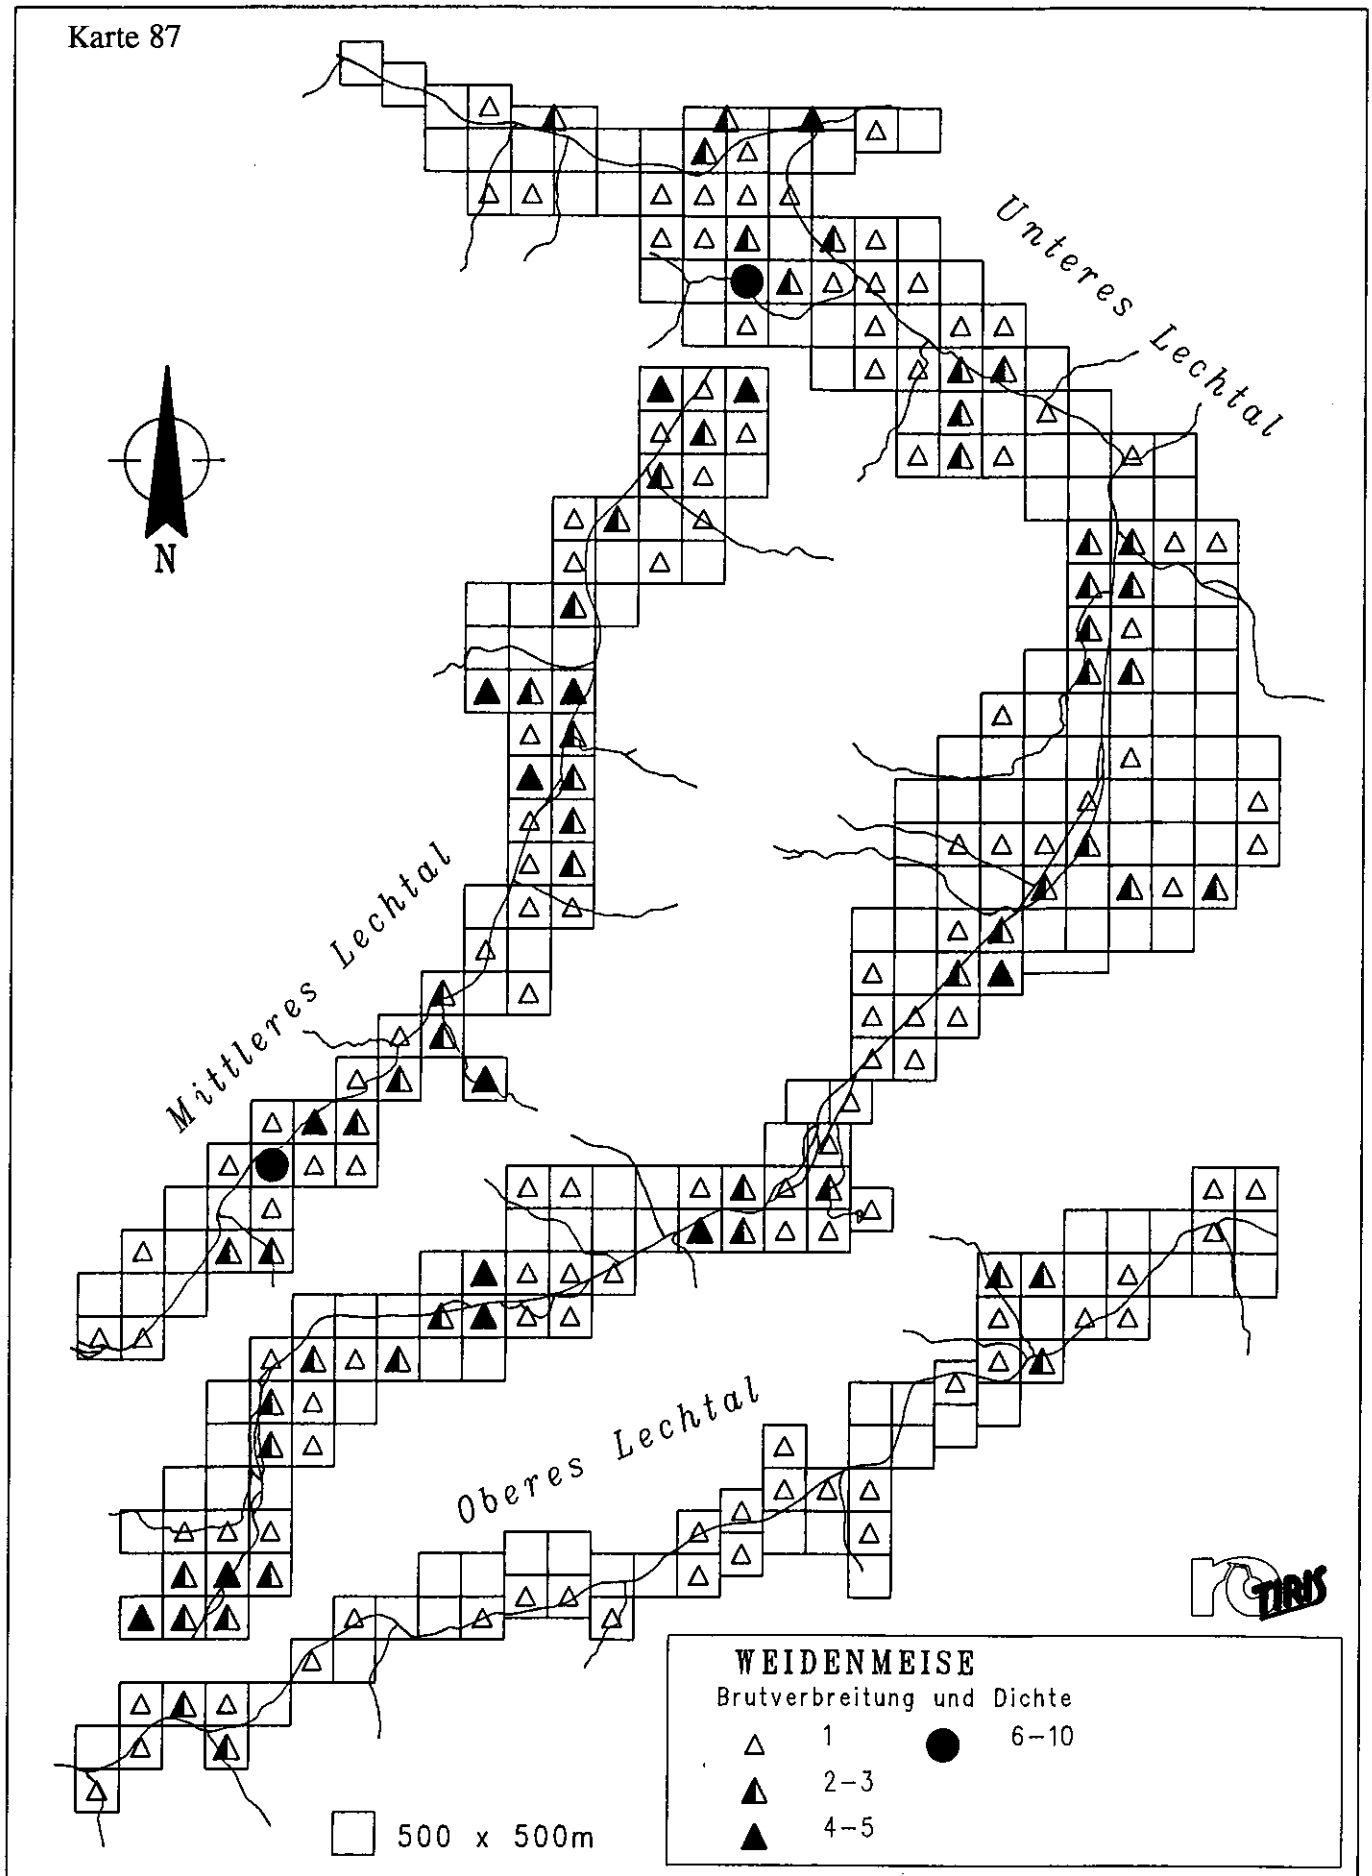 Karte 87
Unteres Lechtal
N
Mittleres Lechtal
Oberes Lechtal
TIRIS
WEIDENMEISE
Brutverbreitung und Dichte
1
6-10
2-3
4-5
500 x 500m